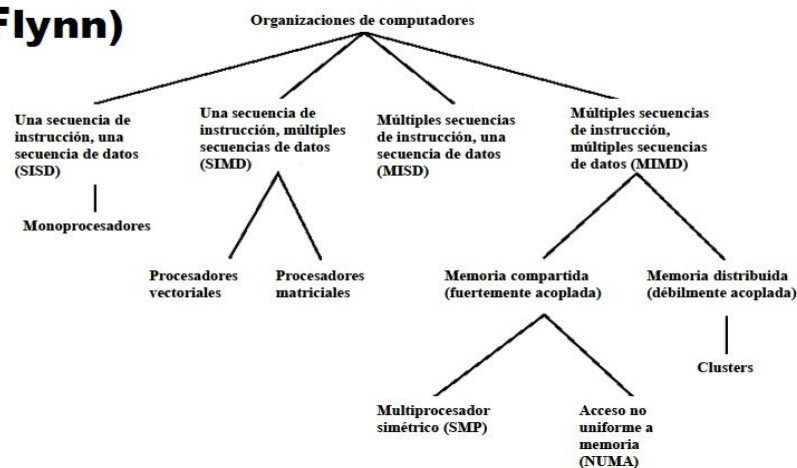 Flynn)
Organizaciones de computadores
Una secuencia de
instrucción, una
secuencia de datos
(SISD)
Una secuencia de
instrucción, múltiples
secuencias de datos
(SIMD)
Múltiples secuencias
de instrucción, una
secuencia de datos
(MISD)
Múltiples secuencias
de instrucción,
múltiples secuencias
de datos (MIMD)
Monoprocesadores
Procesadores
vectoriales
Procesadores
matriciales
Memoria compartida
(fuertemente acoplada)
Memoria distribuida
(débilmente acoplada)
Clusters
Multiprocesador
simétrico (SMP)
Acceso no
uniforme a
memoria
(NUMA)